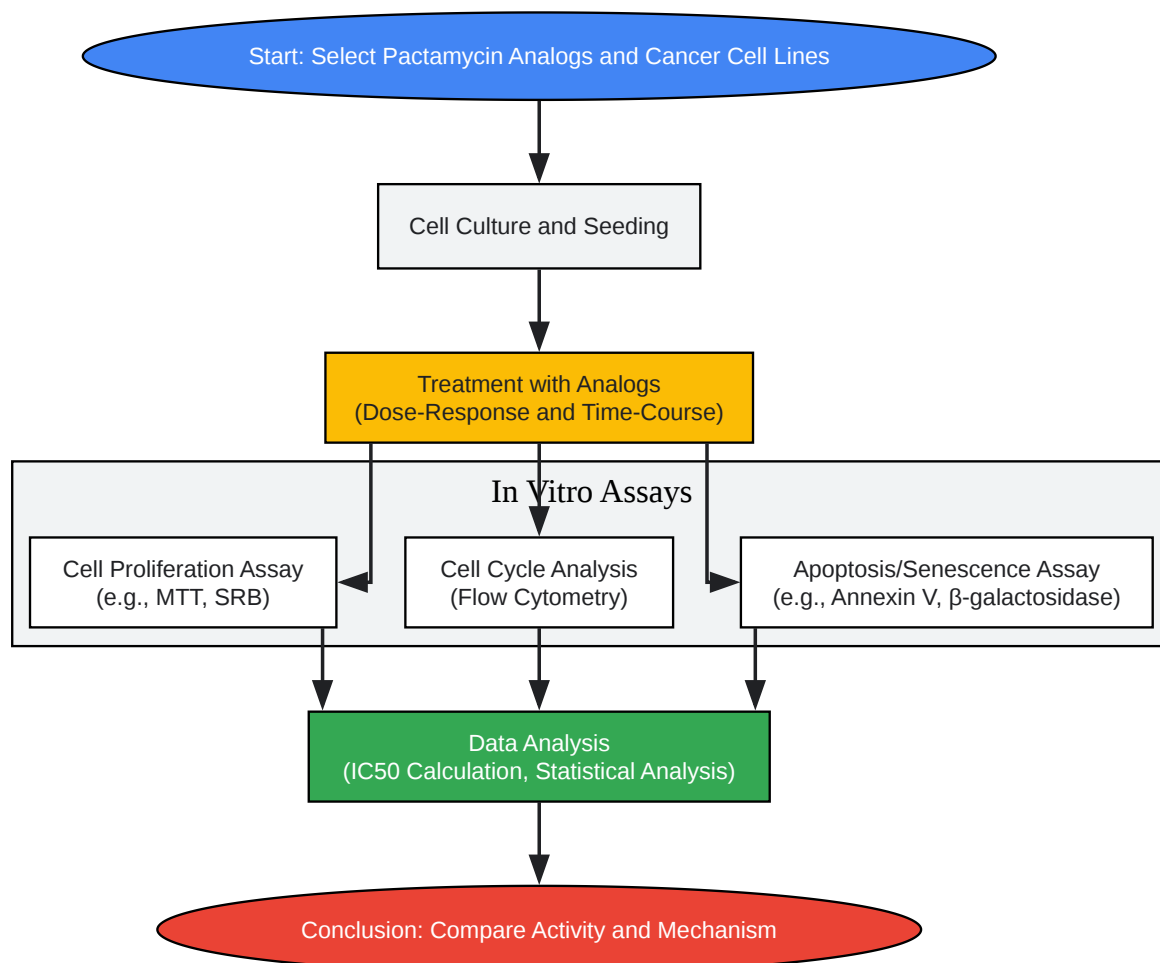 Start: Select Pactamycin Analogs and Cancer Cell Lines
Cell Culture and Seeding
Treatment with Analogs
(Dose-Response and Time-Course)
In Vitro Assays
Cell Proliferation Assay
(e.g., MTT, SRB)
Cell Cycle Analysis
(Flow Cytometry)
Apoptosis/Senescence Assay
(e.g., Annexin V, β-galactosidase)
Data Analysis
(IC50 Calculation, Statistical Analysis)
Conclusion: Compare Activity and Mechanism